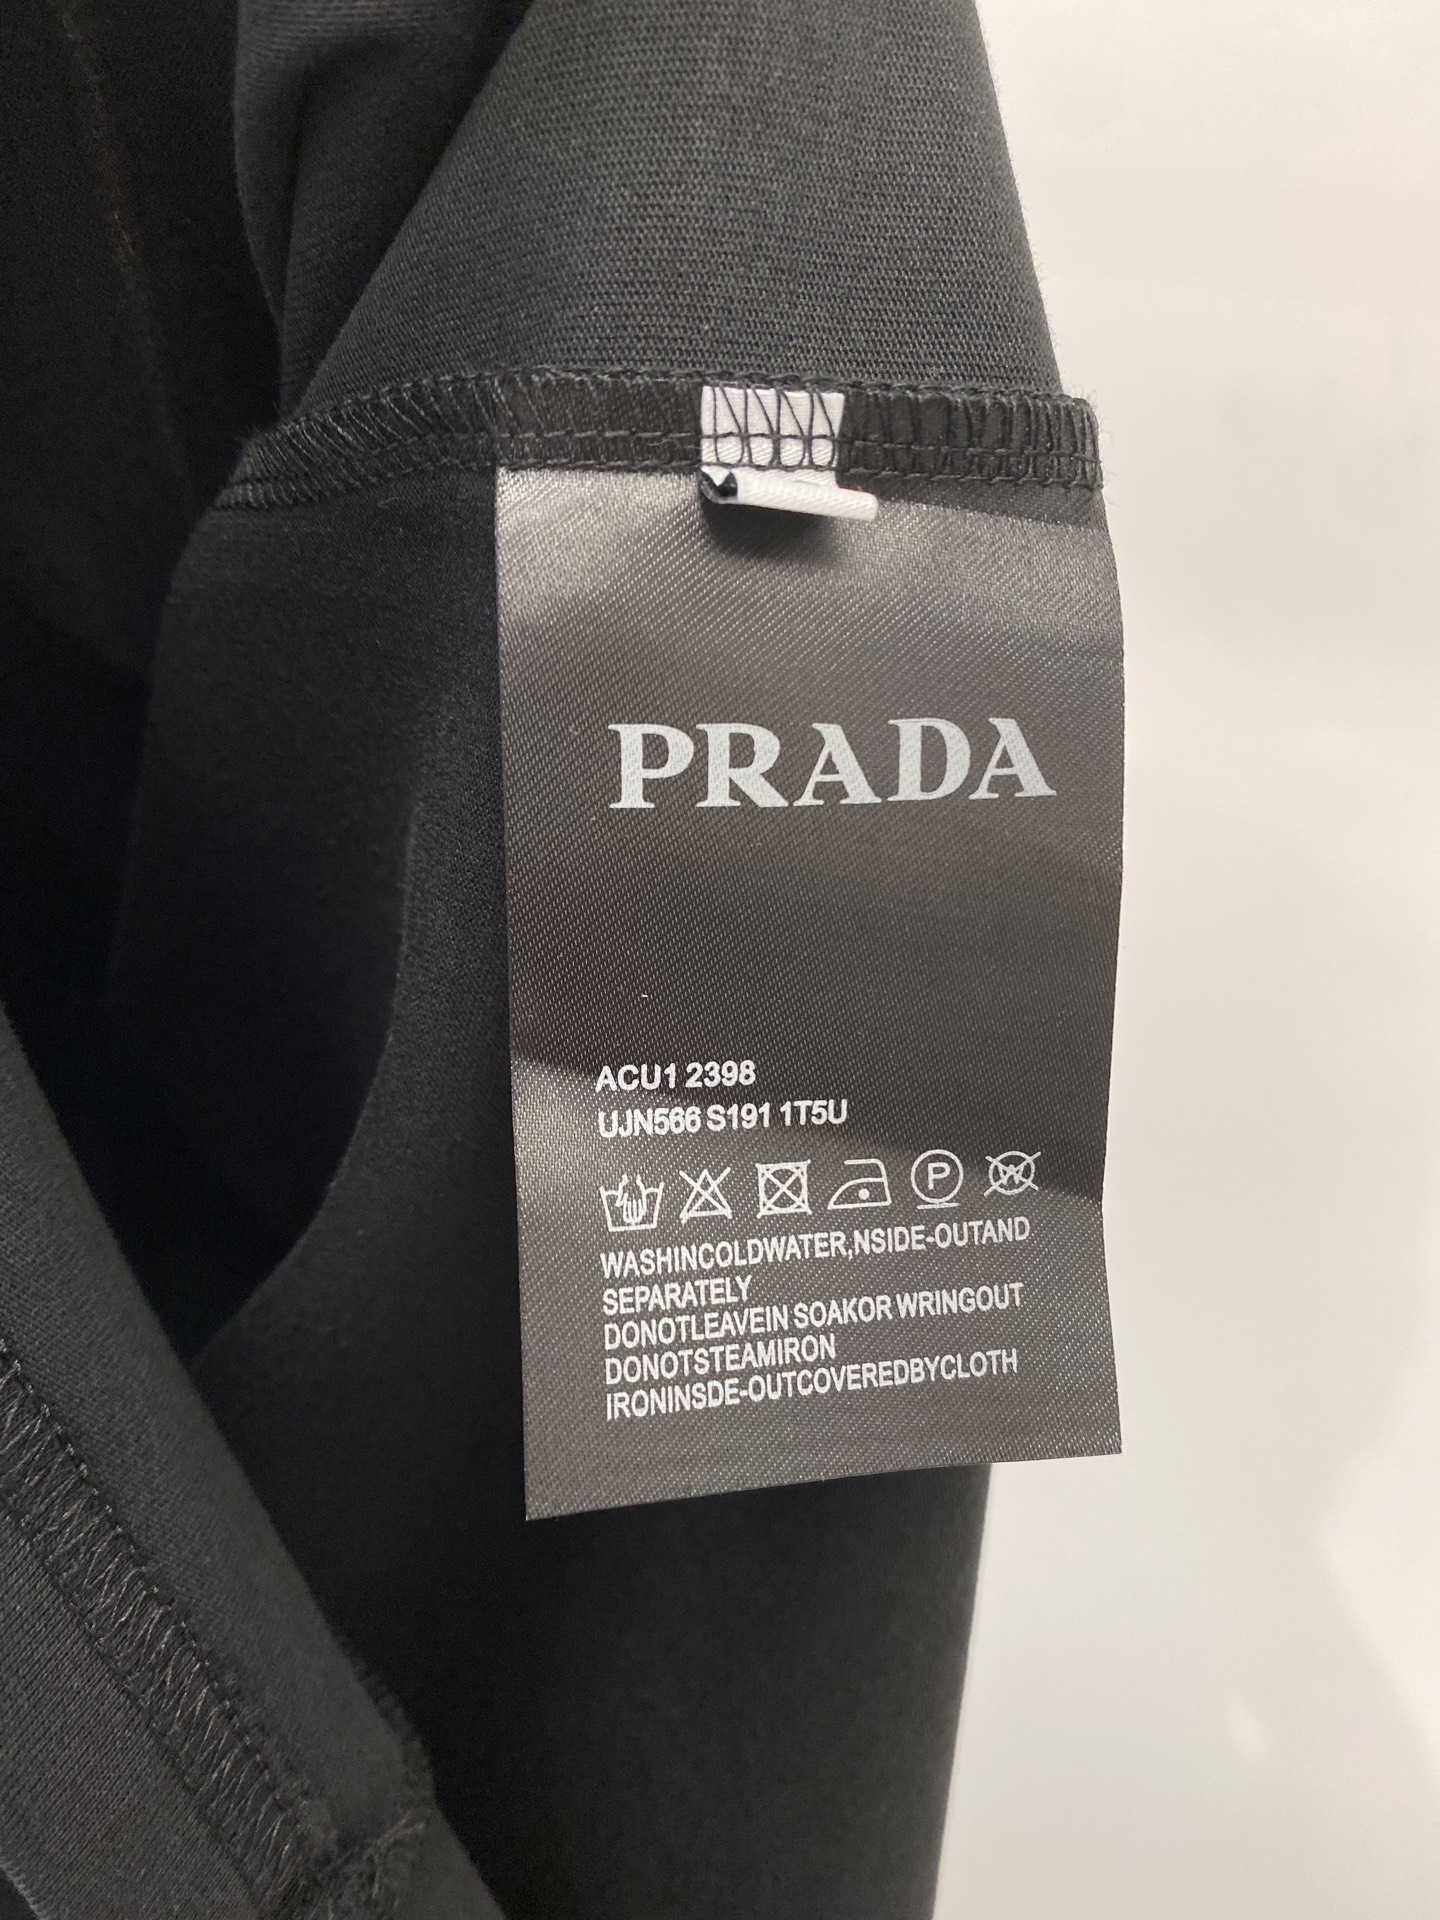 PRADA
ACU1 2398
UJN566 S191 1T5U
P W
WASHINCOLDWATER,NSIDE-OUTAND
SEPARATELY
DONOTLEAVEIN SOAKOR WRINGOUT
DONOTSTEAMIRON
IRONINSDE-OUTCOVEREDBYCLOTH